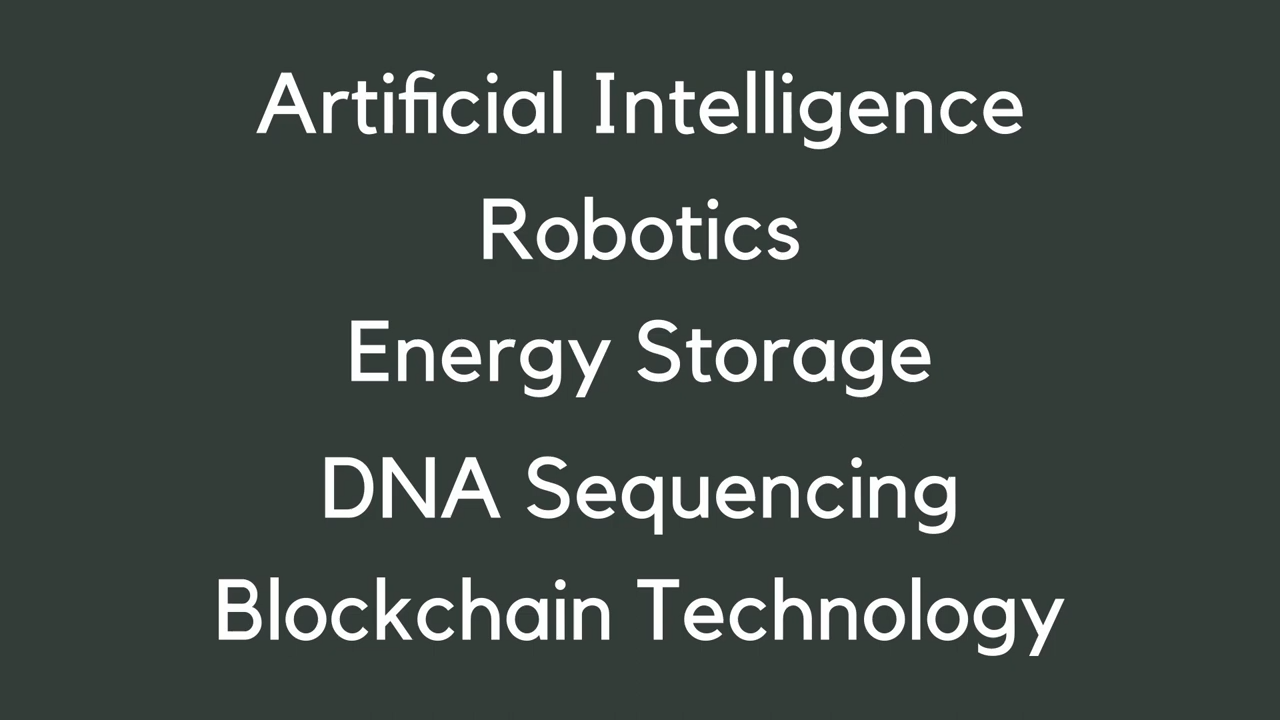 Artificial Intelligence
Robotics
Energy Storage
DNA Sequencing
Blockchain Technology